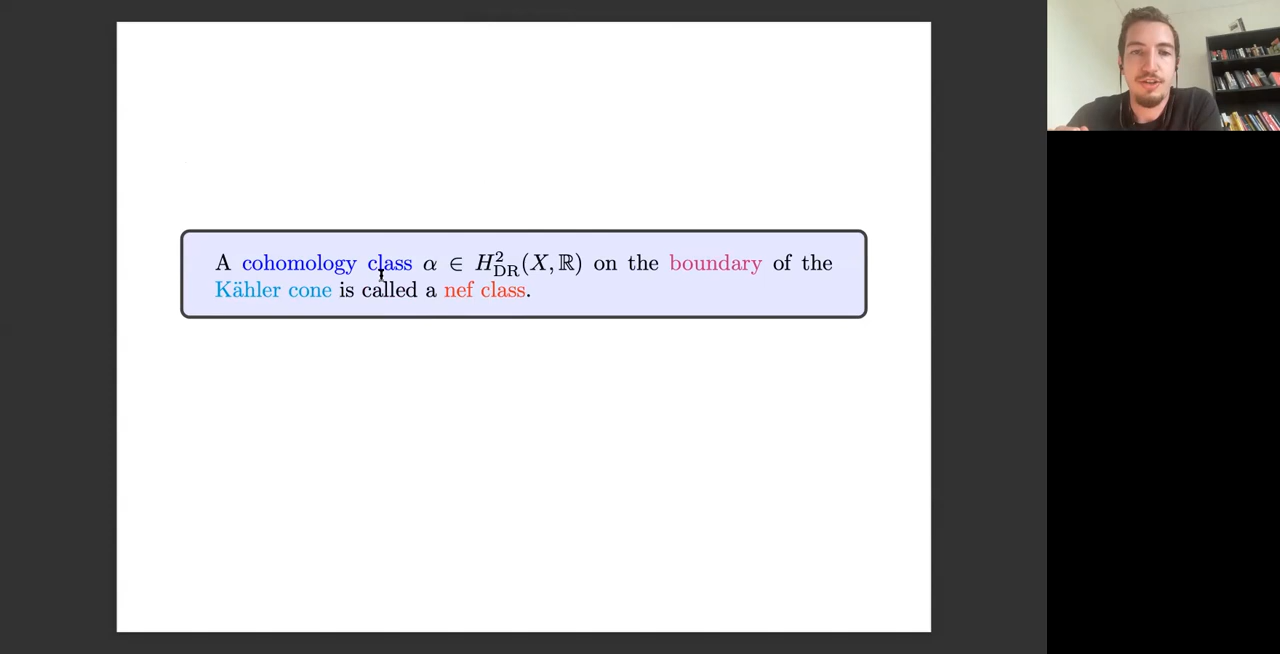 A cohomology class α ∈ H²_DR(X, ℝ) on the boundary of the
Kähler cone is called a nef class.